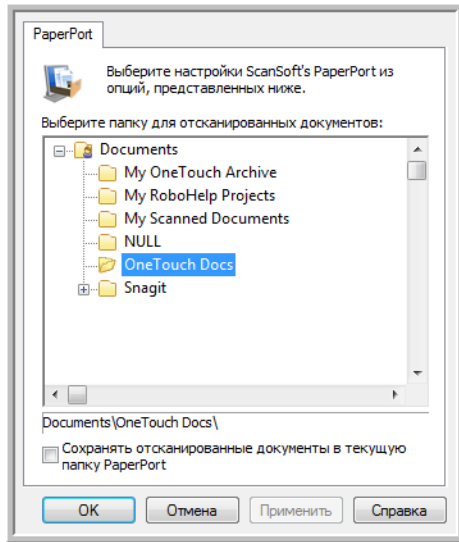 PaperPort
Выберите настройки ScanSoft's PaperPort из
опций, представленных ниже.
Выберите папку для отсканированных документов:
Documents
My OneTouch Archive
My RoboHelp Projects
My Scanned Documents
NULL
OneTouch Docs
Snagit
Documents\OneTouch Docs\
Сохранять отсканированные документы в текущую
папку PaperPort
OK Отмена Применить Справка